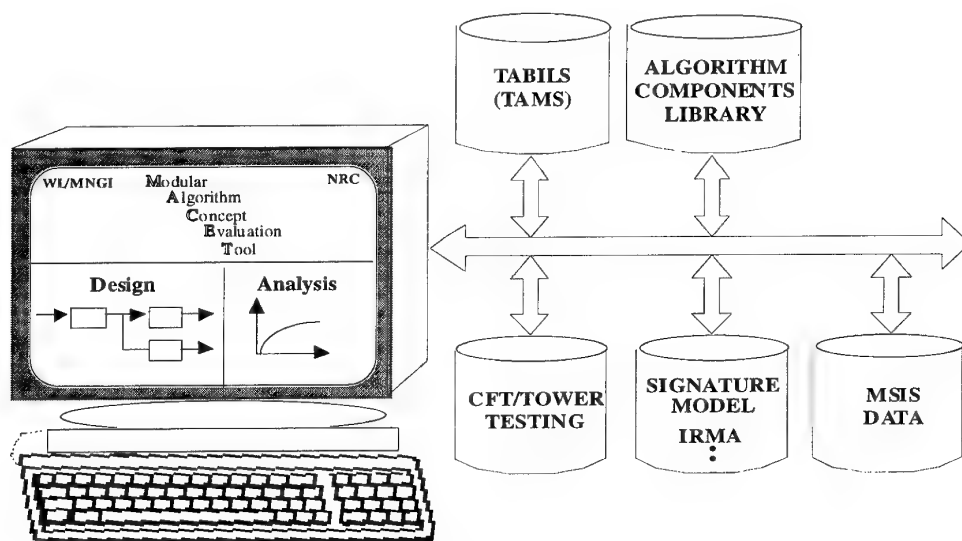 TABILS
(TAMS)
ALGORITHM
COMPONENTS
LIBRARY
WL/MNGI
Modular
NRC
Algorithm
Concept
Evaluation
Tool
Design
Analysis
CFT/TOWER
TESTING
SIGNATURE
MODEL
IRMA
MSIS
DATA